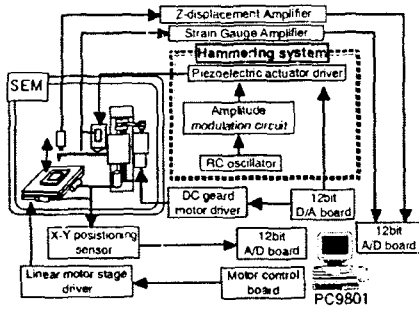 Z-displacement Amplifier
Strain Gauge Amplifier
Hammering system
Piezoelectric actuator driver
SEM
Amplitude
modulation circuit
RC oscillator
DC geard
motor driver
12bit
D/A board
X-Y positioning
sensor
12bit
A/D board
12bit
A/D board
Linear motor stage
driver
Motor control
board
PC9801